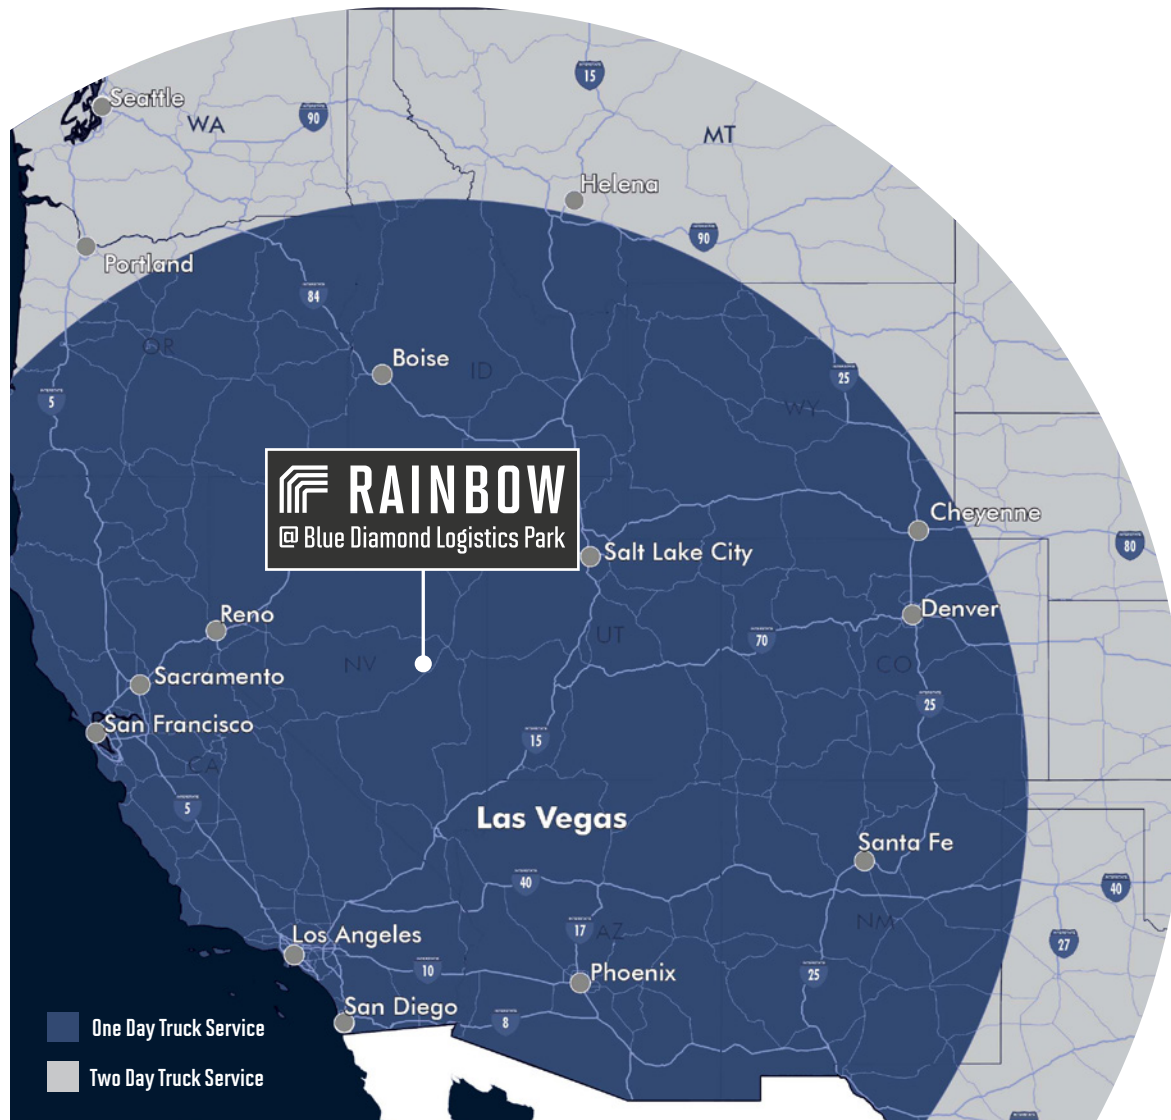 Seattle
WA
90
15
MT
Helena
90
Portland
84
OR
Boise
ID
25
WY
5
RAINBOW
@ Blue Diamond Logistics Park
Cheyenne
80
Salt Lake City
Reno
Denver
UT
70
NV
CO
Sacramento
25
San Francisco
15
CA
5
Las Vegas
Santa Fe
40
40
NM
17
AZ
27
Los Angeles
10
Phoenix
25
San Diego
8
One Day Truck Service
Two Day Truck Service